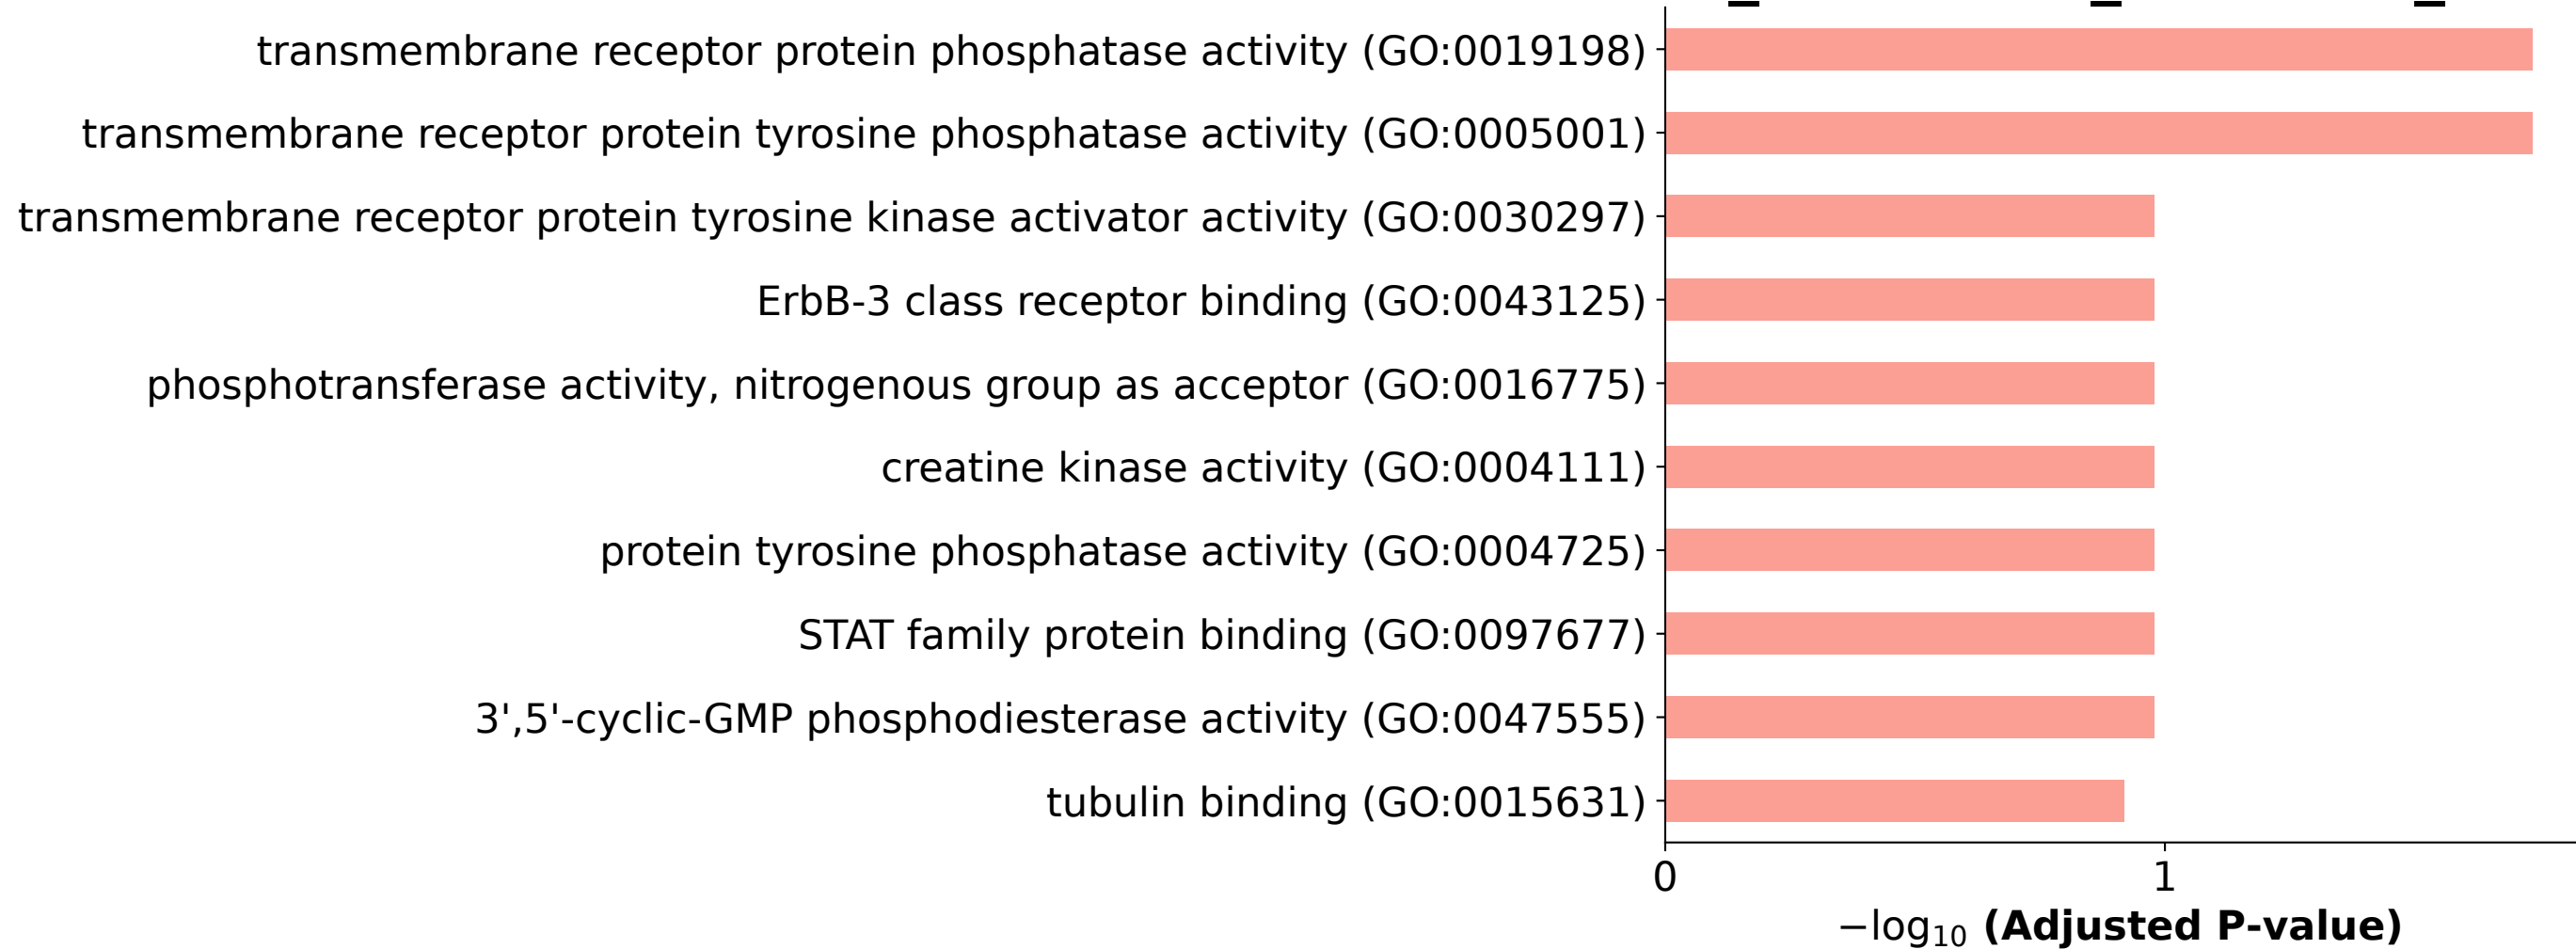 transmembrane receptor protein phosphatase activity (GO:0019198)
transmembrane receptor protein tyrosine phosphatase activity (GO:0005001)
transmembrane receptor protein tyrosine kinase activator activity (GO:0030297)
ErbB-3 class receptor binding (GO:0043125)
phosphotransferase activity, nitrogenous group as acceptor (GO:0016775)
creatine kinase activity (GO:0004111)
protein tyrosine phosphatase activity (GO:0004725)
STAT family protein binding (GO:0097677)
3',5'-cyclic-GMP phosphodiesterase activity (GO:0047555)
tubulin binding (GO:0015631)
0 1
−log₁₀ (Adjusted P-value)